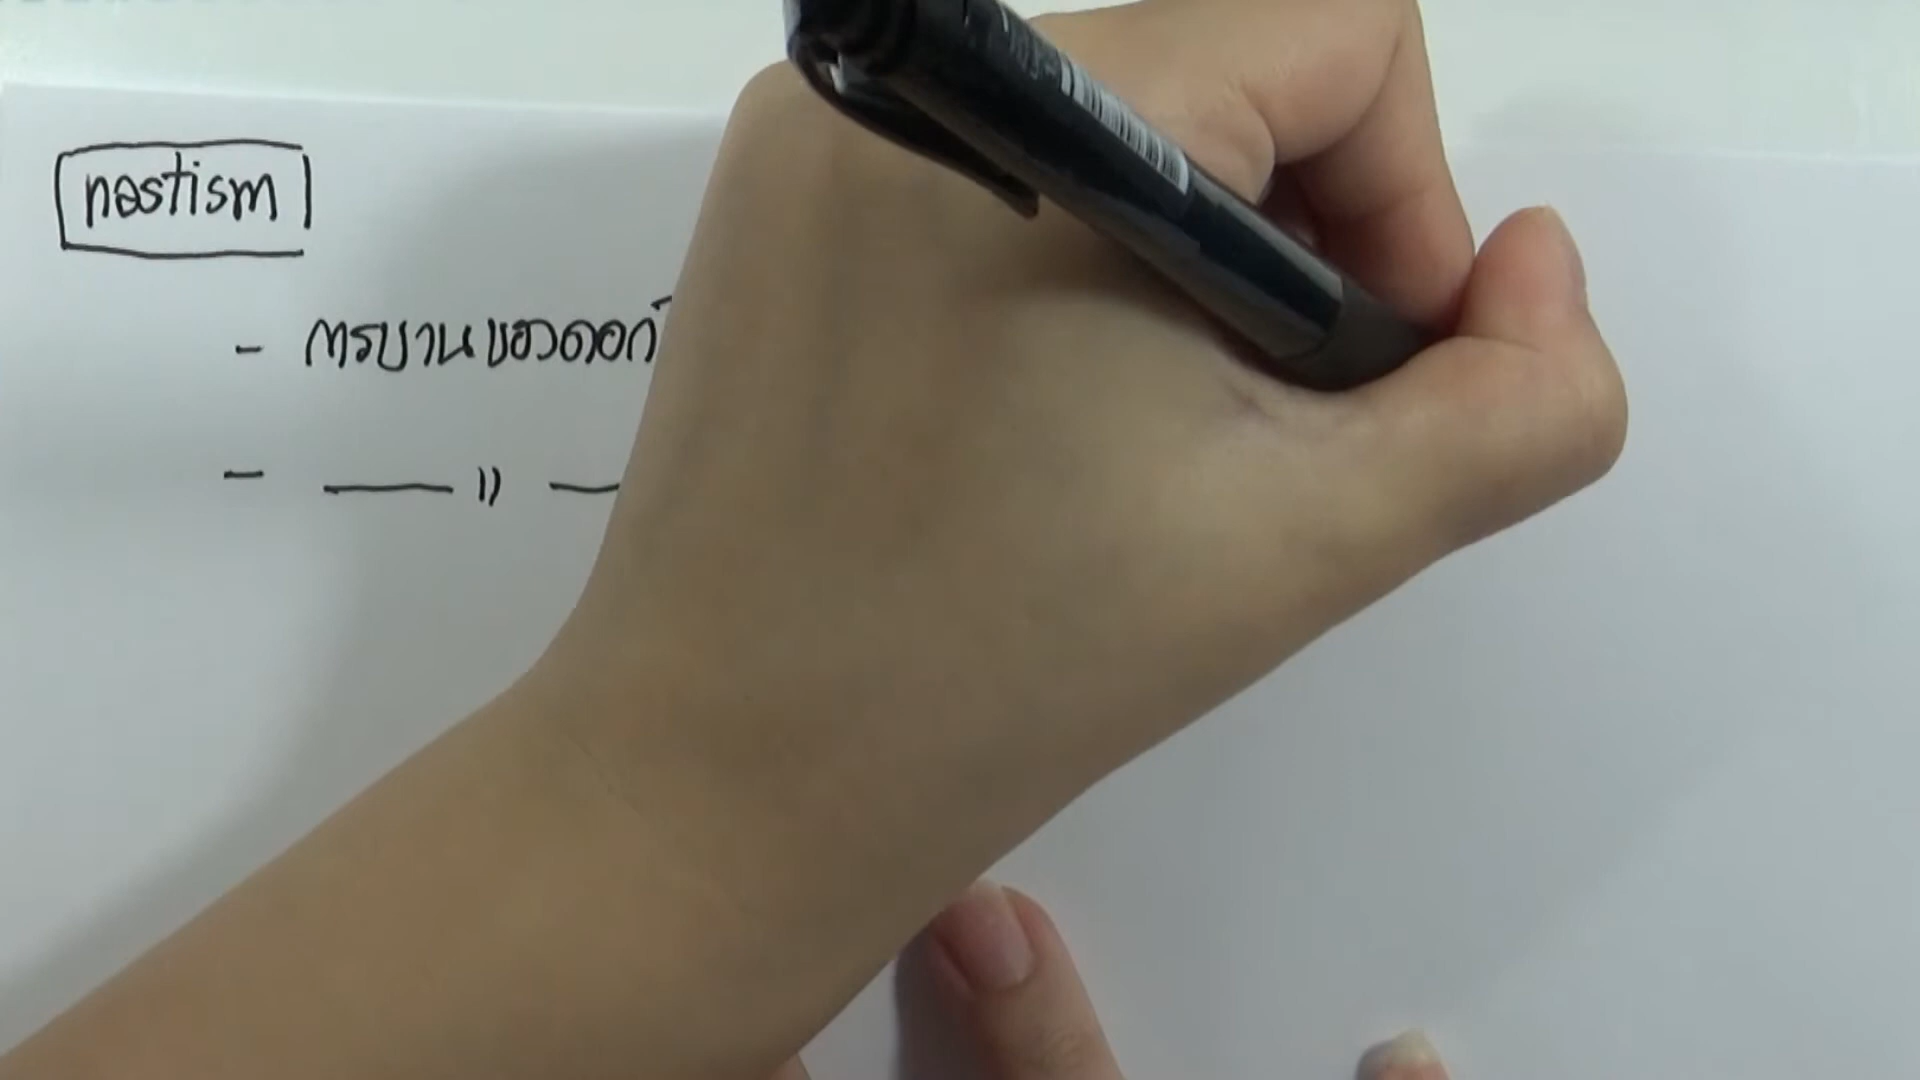 nastism
- การบานของดอก
- — " —